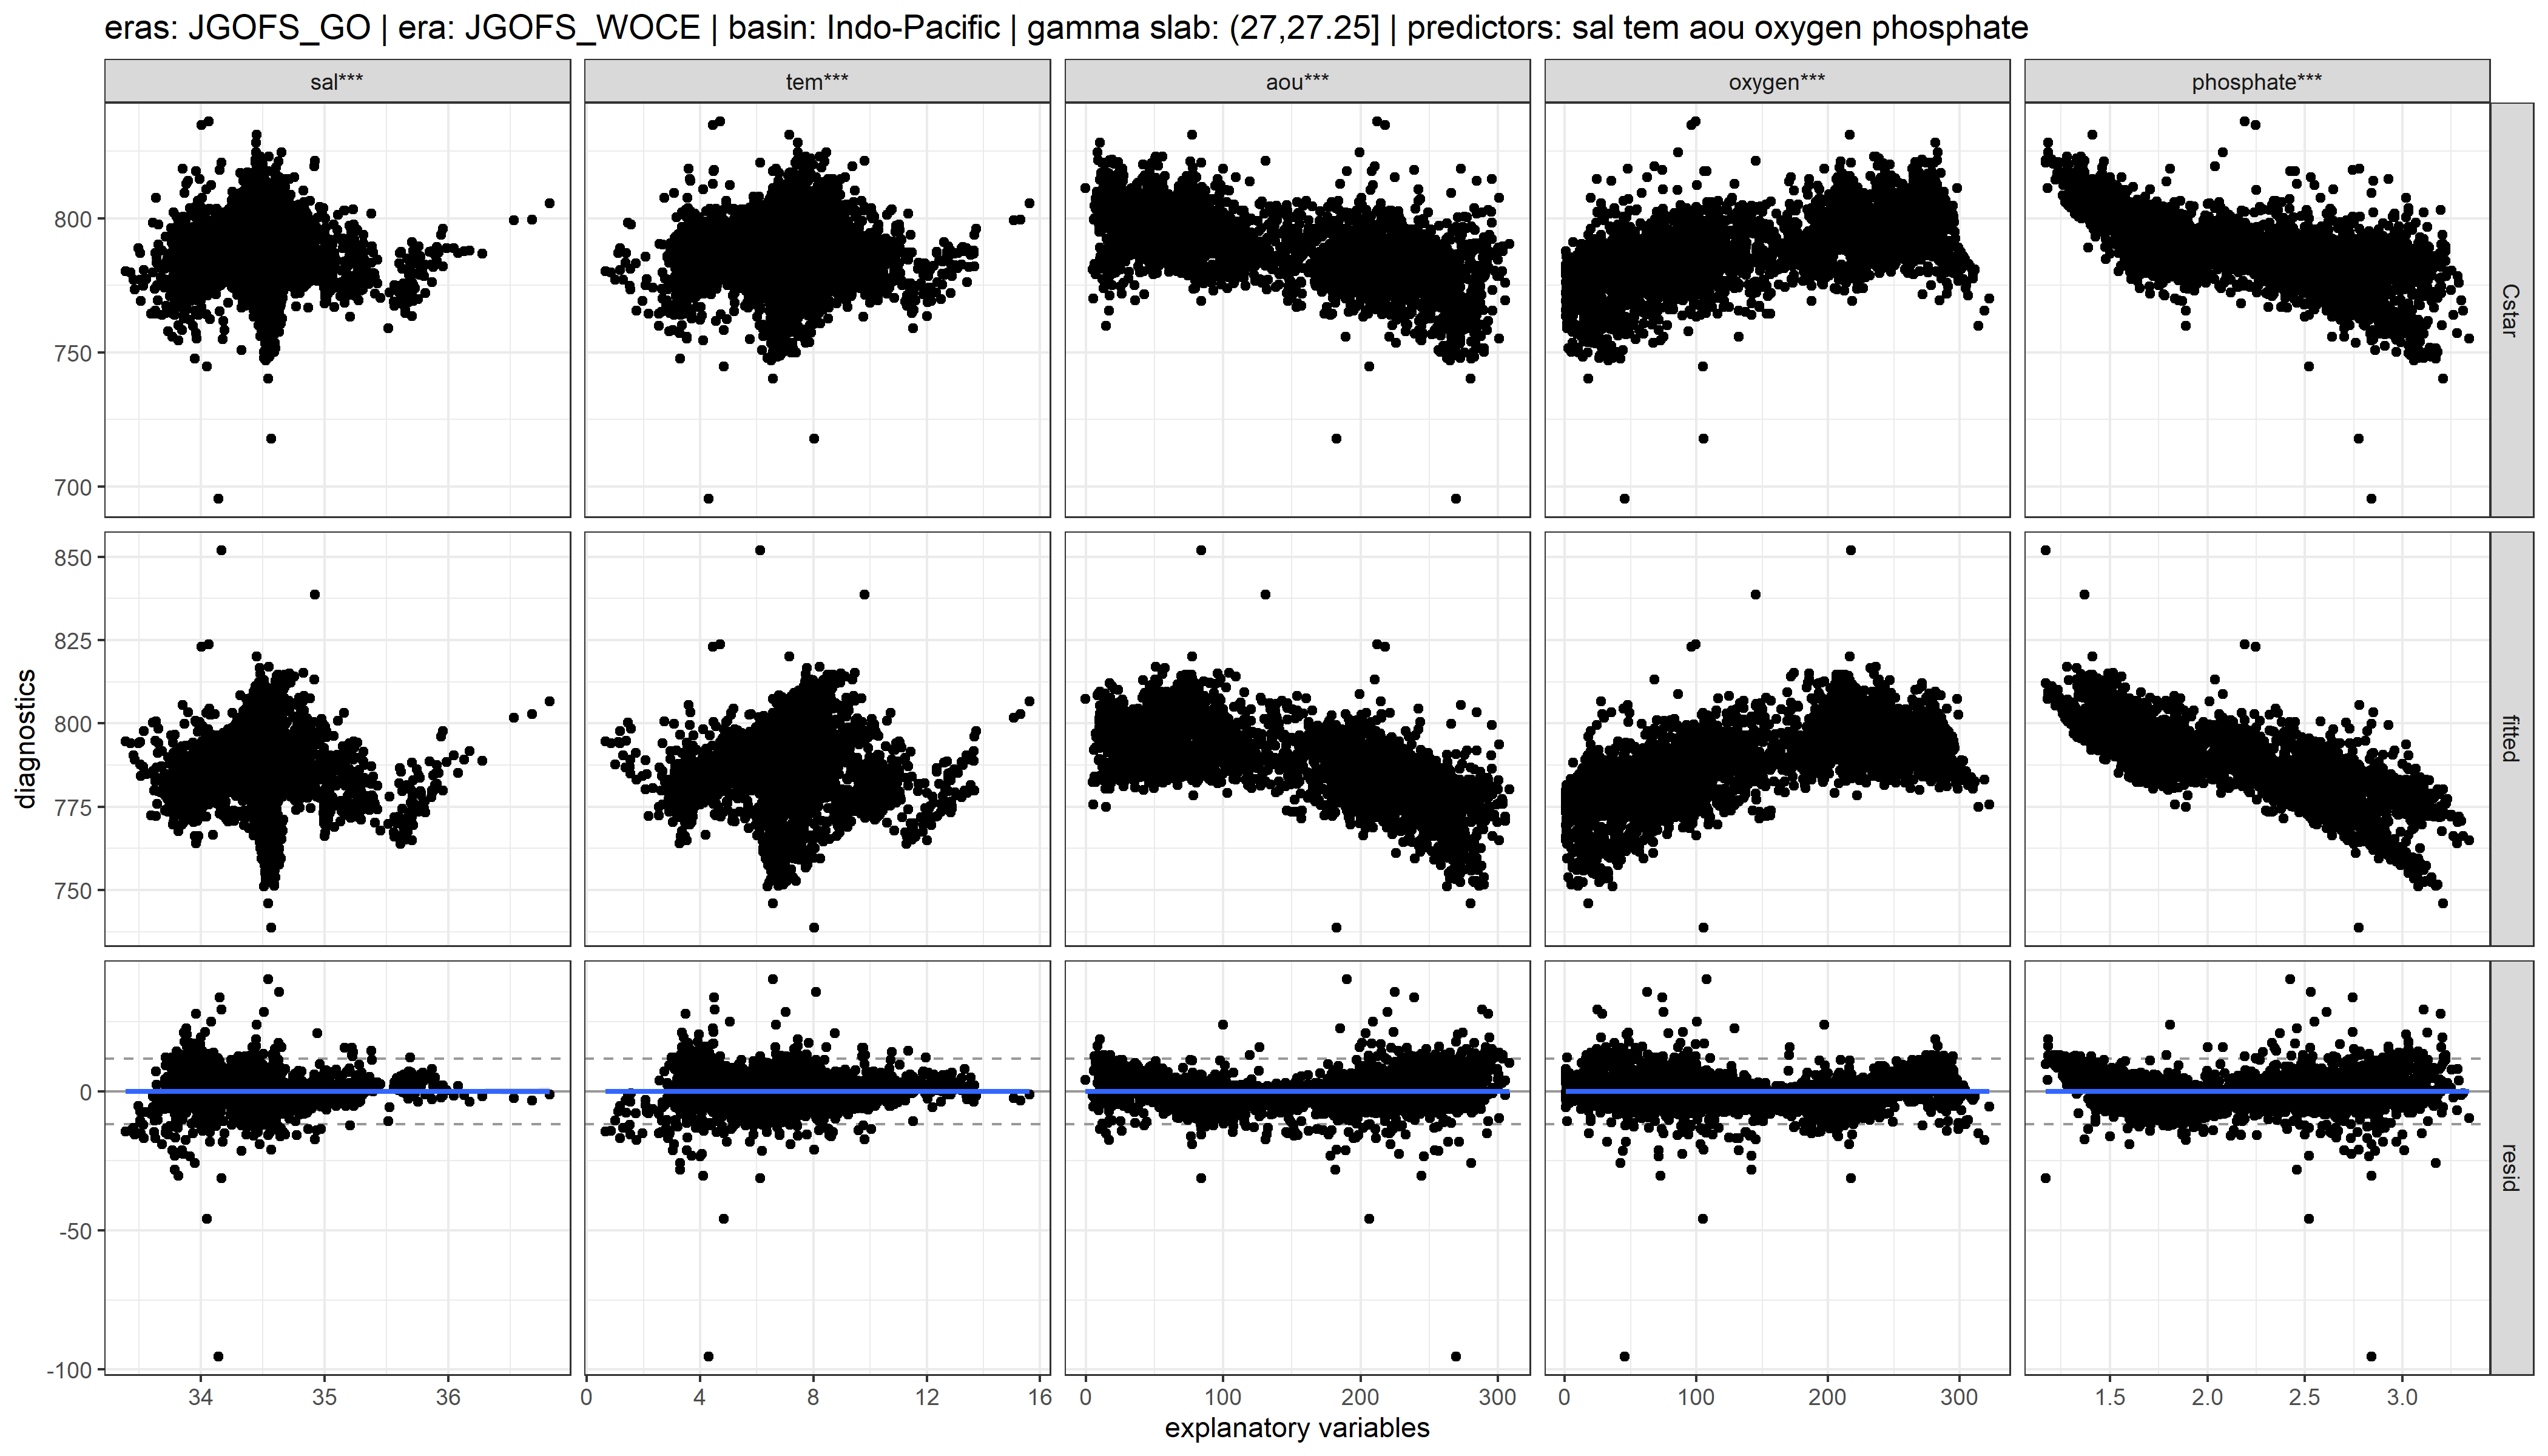 eras: JGOFS_GO | era: JGOFS_WOCE | basin: Indo-Pacific | gamma slab: (27,27.25] | predictors: sal tem aou oxygen phosphate
sal*** tem*** aou*** oxygen*** phosphate***
800
750
700
Cstar
850
825
800
775
750
fitted
diagnostics
0
-50
-100
resid
34 35 36 0 4 8 12 16 0 100 200 300 0 100 200 300 1.5 2.0 2.5 3.0
explanatory variables